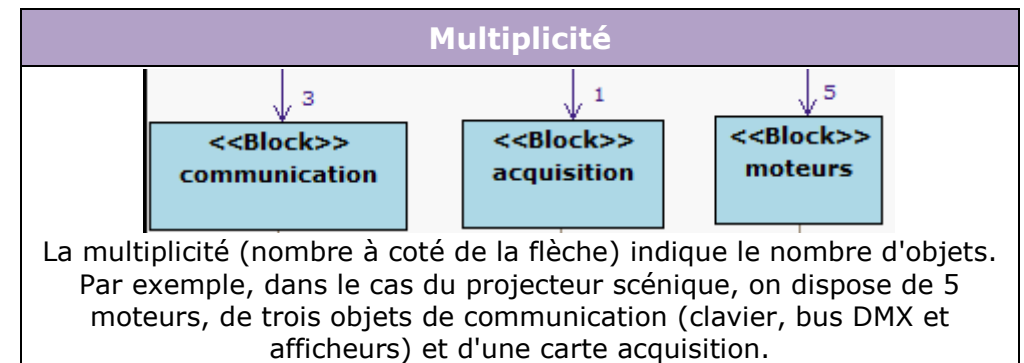 Multiplicité
3
1
5
<<Block>>
communication
<<Block>>
acquisition
<<Block>>
moteurs
La multiplicité (nombre à coté de la flèche) indique le nombre d'objets.
Par exemple, dans le cas du projecteur scénique, on dispose de 5
moteurs, de trois objets de communication (clavier, bus DMX et
afficheurs) et d'une carte acquisition.